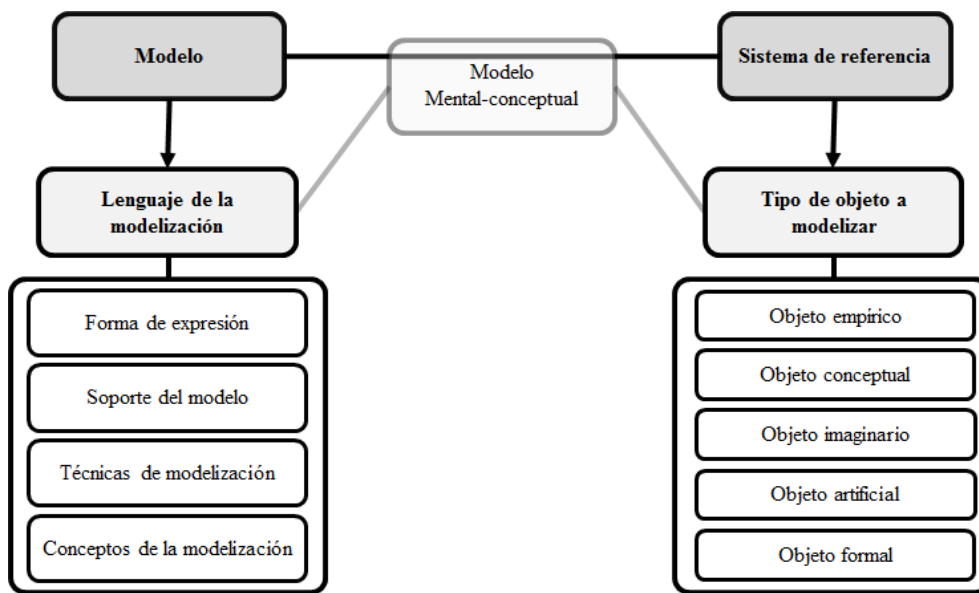 Modelo
Modelo
Mental-conceptual
Sistema de referencia
Lenguaje de la
modelización
Tipo de objeto a
modelizar
Forma de expresión
Soporte del modelo
Técnicas de modelización
Conceptos de la modelización
Objeto empírico
Objeto conceptual
Objeto imaginario
Objeto artificial
Objeto formal